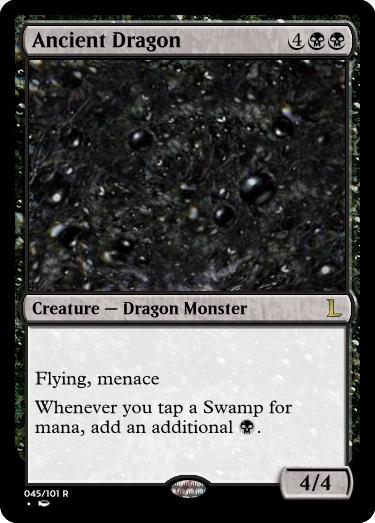 Ancient Dragon 4
Creature — Dragon Monster L
Flying, menace
Whenever you tap a Swamp for
mana, add an additional .
4/4
045/101 R